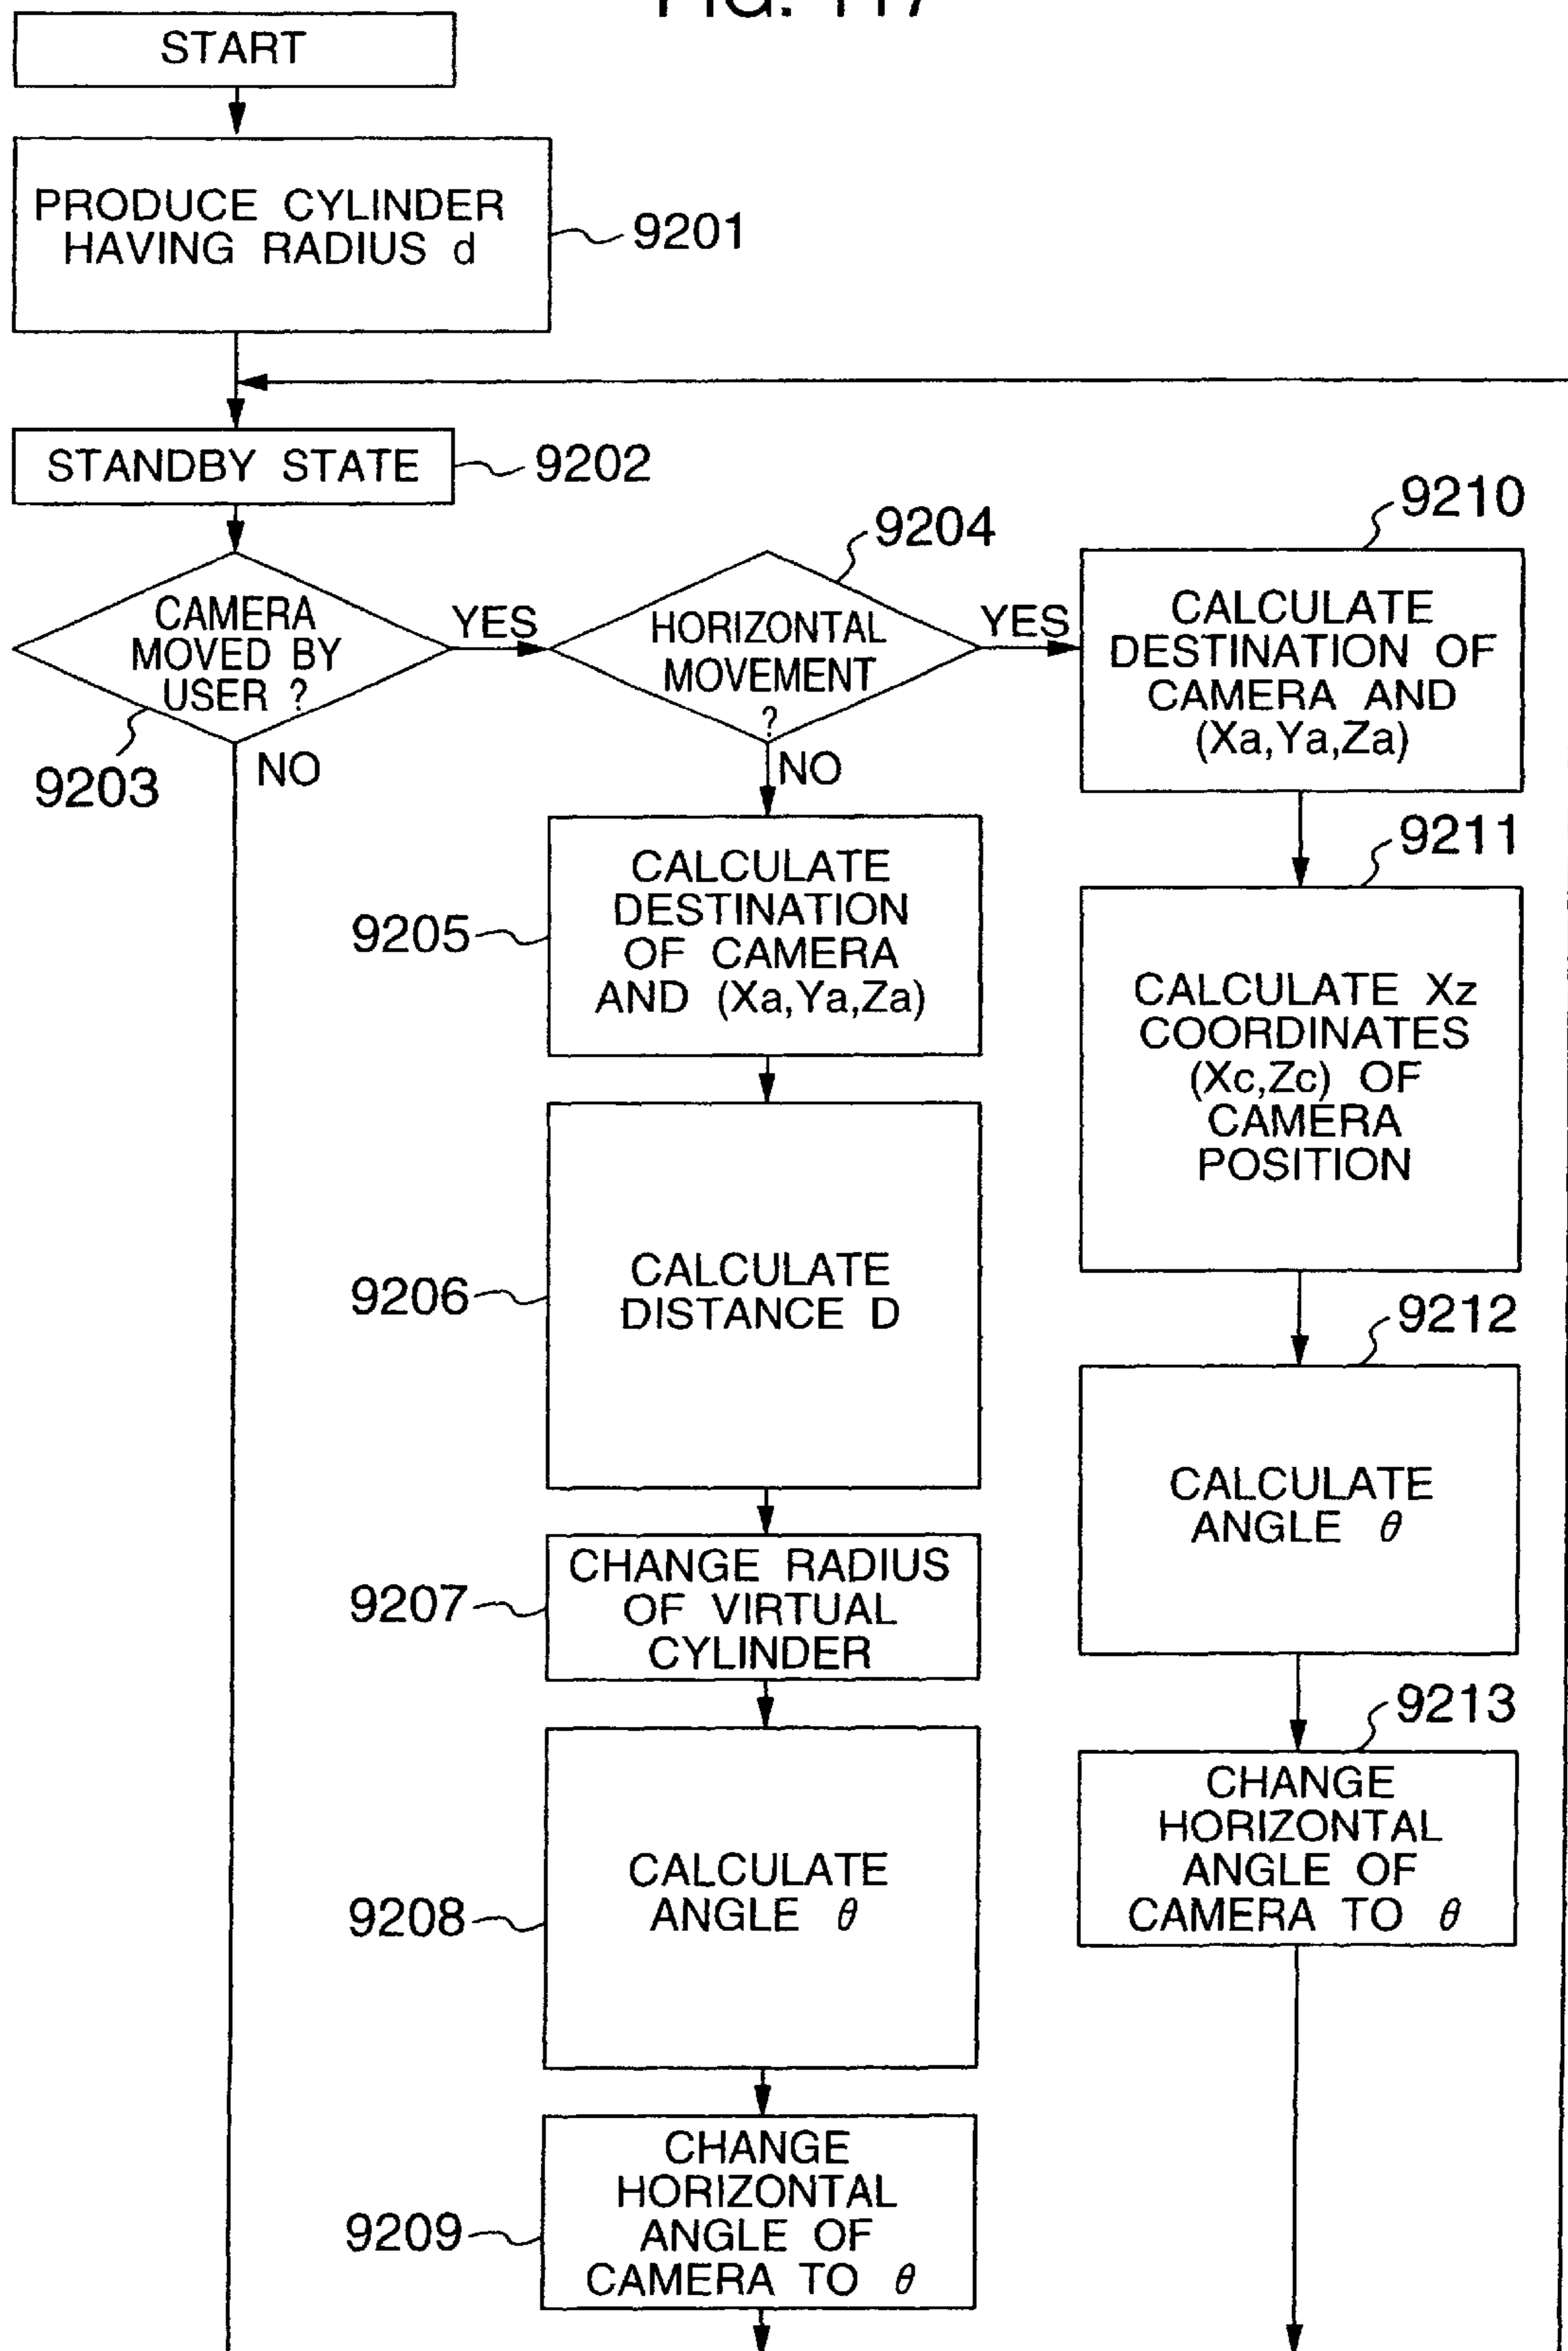 FIG. 117
START
PRODUCE CYLINDER
HAVING RADIUS d
9201
STANDBY STATE
9202
CAMERA
MOVED BY
USER ?
9203
YES
NO
9204
HORIZONTAL
MOVEMENT
?
YES
NO
CALCULATE
DESTINATION
OF CAMERA
AND (Xa,Ya,Za)
9205
CALCULATE
DISTANCE D
9206
CHANGE RADIUS
OF VIRTUAL
CYLINDER
9207
CALCULATE
ANGLE θ
9208
CHANGE
HORIZONTAL
ANGLE OF
CAMERA TO θ
9209
9210
CALCULATE
DESTINATION OF
CAMERA AND
(Xa,Ya,Za)
9211
CALCULATE Xz
COORDINATES
(Xc,Zc) OF
CAMERA
POSITION
9212
CALCULATE
ANGLE θ
9213
CHANGE
HORIZONTAL
ANGLE OF
CAMERA TO θ